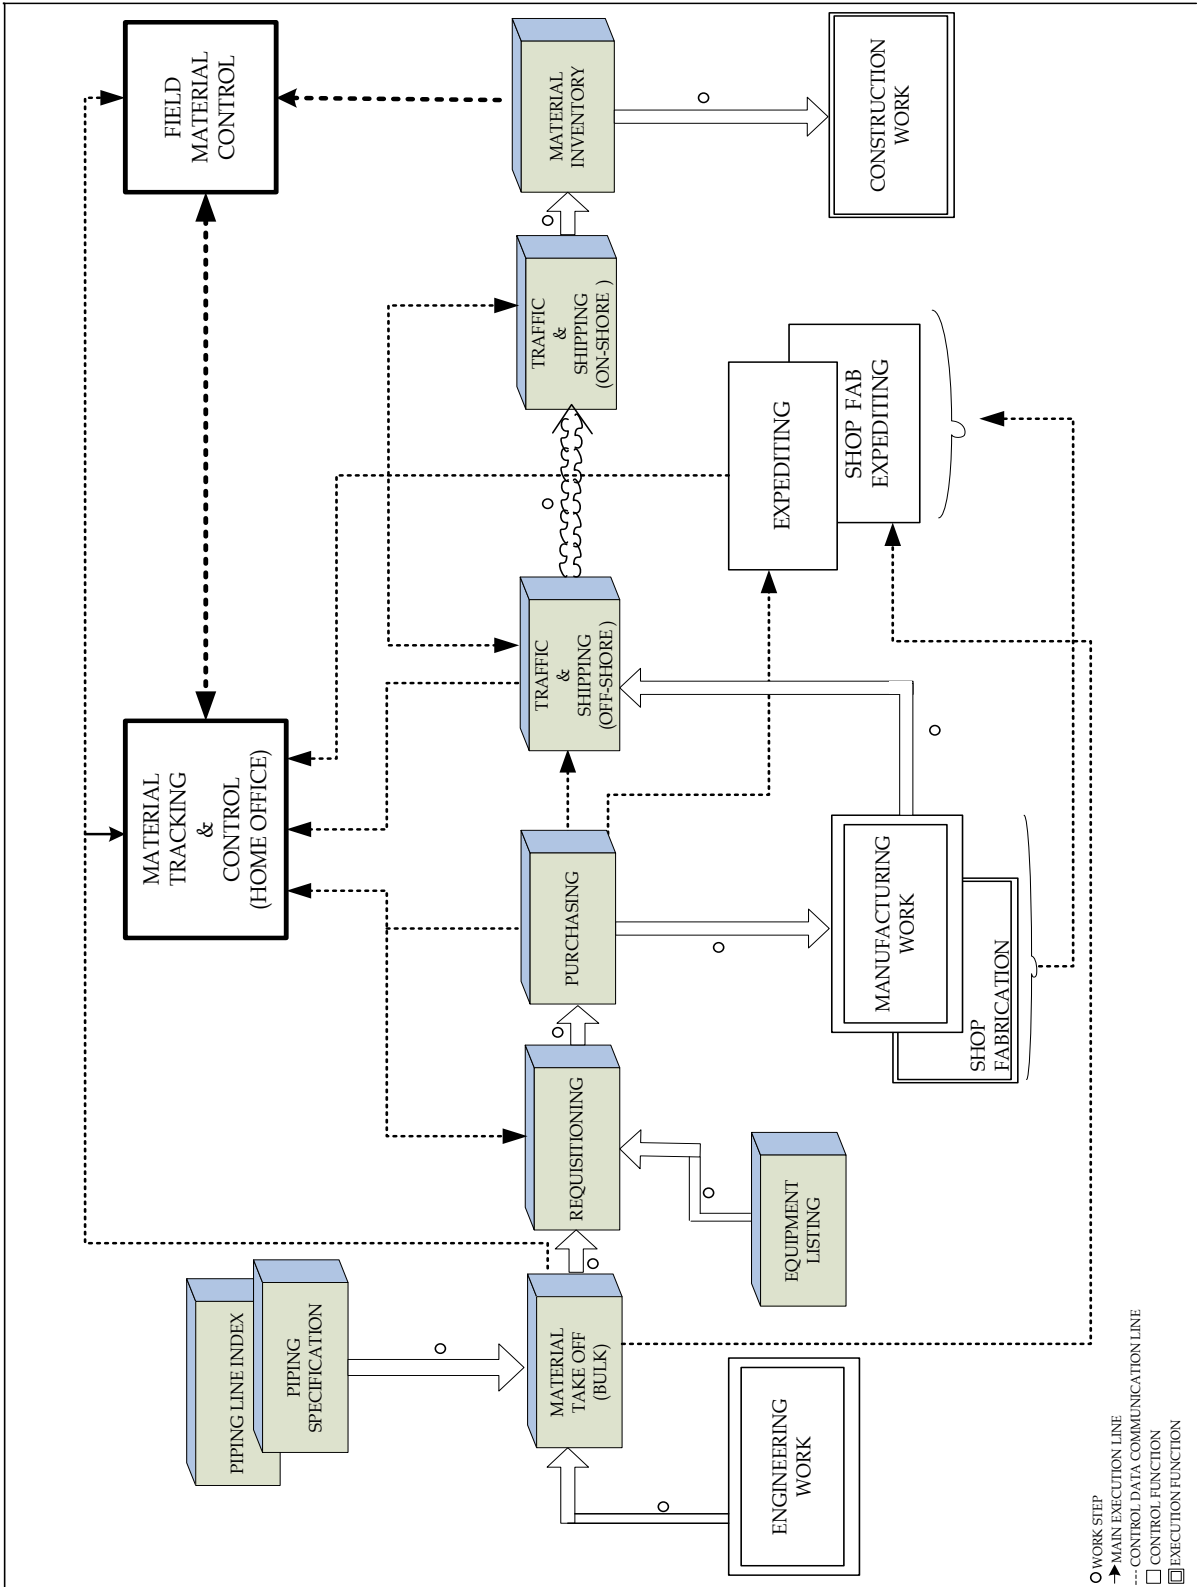 PIPING LINE INDEX
PIPING
SPECIFICATION
MATERIAL
TRACKING
&
CONTROL
(HOME OFFICE)
FIELD
MATERIAL
CONTROL
MATERIAL
TAKE OFF
(BULK)
REQUISITIONING
PURCHASING
TRAFFIC
&
SHIPPING
(OFF-SHORE)
TRAFFIC
&
SHIPPING
(ON-SHORE )
MATERIAL
INVENTORY
ENGINEERING
WORK
EQUIPMENT
LISTING
MANUFACTURING
WORK
SHOP
FABRICATION
EXPEDITING
SHOP FAB
EXPEDITING
CONSTRUCTION
WORK
WORK STEP
MAIN EXECUTION LINE
CONTROL DATA COMMUNICATION LINE
CONTROL FUNCTION
EXECUTION FUNCTION